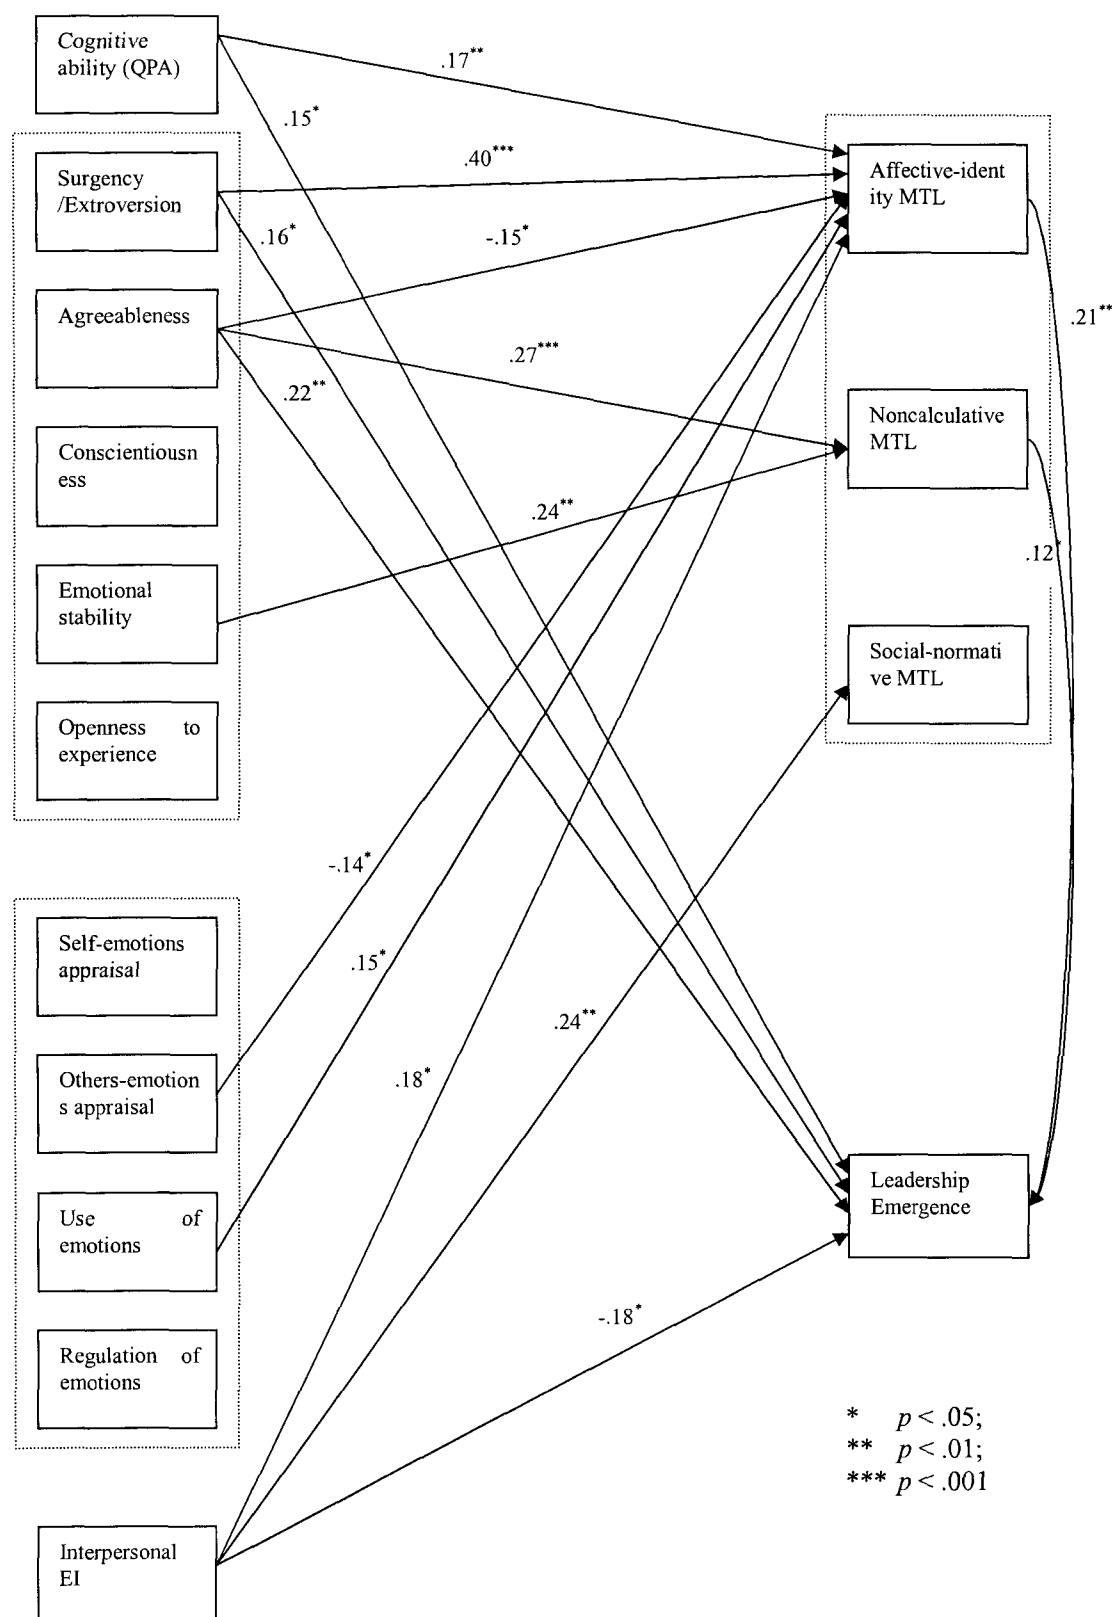 Cognitive
ability (QPA)
.17**
.15*
Surgency
/Extroversion
.40***
Affective-ident
ity MTL
.16*
-.15*
Agreeableness
.21**
.27***
.22**
Noncalculative
MTL
Conscientiousn
ess
.24**
.12*
Emotional
stability
Social-normati
ve MTL
Openness to
experience
-.14*
Self-emotions
appraisal
.15*
.24**
Others-emotion
s appraisal
.18*
Leadership
Emergence
Use of
emotions
-.18*
Regulation of
emotions
* p < .05;
** p < .01;
*** p < .001
Interpersonal
EI